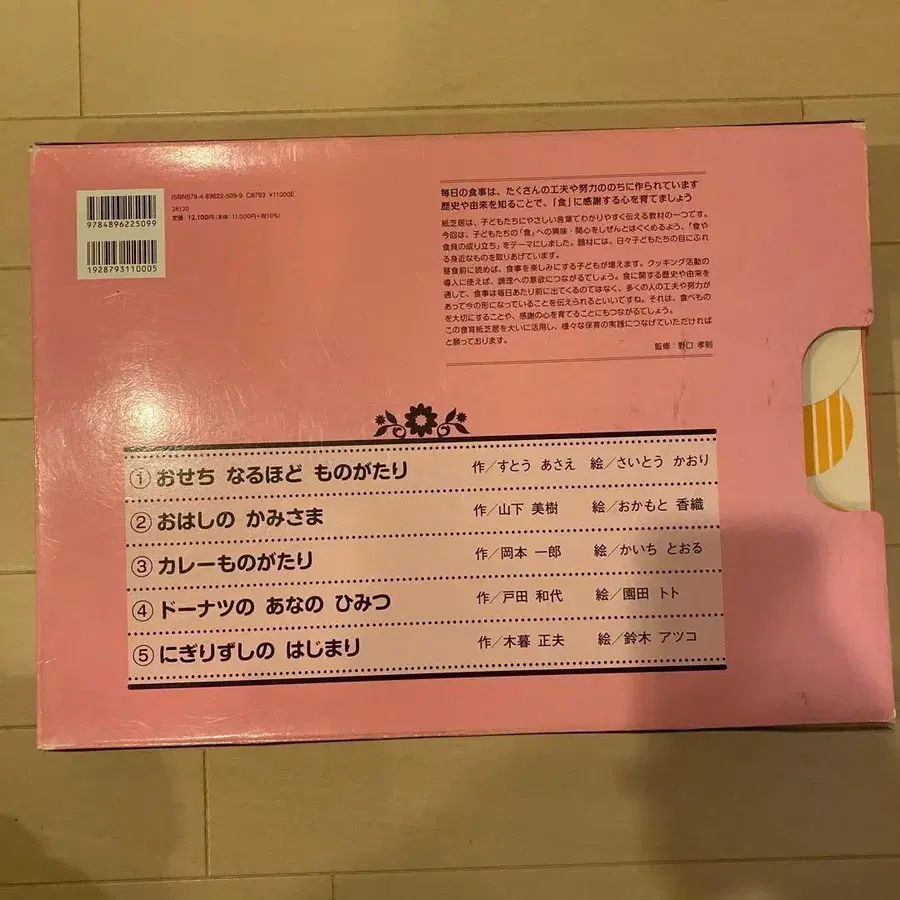 ISBN978-4-89622-509-9 C8793 ¥11000E
9784896225099
26120
定価 12,100円(本体:11,000円+税10%)
1928793110005
毎日の食事は、たくさんの工夫や努力ののちに作られています
歴史や由来を知ることで、「食」に感謝する心を育てましょう
紙芝居は、子どもたちにやさしい言葉でわかりやすく伝える教材の一つです。
今回は、子どもたちの「食」への興味・関心をしぜんとはぐくめるよう、「食や
食具の成り立ち」をテーマにしました。題材には、日々子どもたちの目にふれ
る身近なものを取りあげています。
昼食前に読めば、食事を楽しみにする子どもが増えます。クッキング活動の
導入に使えば、調理への意欲につながるでしょう。食に関する歴史や由来を
通して、食事は毎日あたり前に出てくるのではなく、多くの人の工夫や努力が
あって今の形になっていることを伝えられるといいですね。それは、食べもの
を大切にすることや、感謝の心を育てることにもつながるでしょう。
この食育紙芝居を大いに活用し、様々な保育の実践につなげていただければ
と願っております。
監修:野口 孝則
①おせち なるほど ものがたり 作/すとう あさえ 絵/さいとう かおり
②おはしの かみさま 作/山下 美樹 絵/おかもと 香織
③カレーものがたり 作/岡本 一郎 絵/かいち とおる
④ドーナツの あなの ひみつ 作/戸田 和代 絵/園田 トト
⑤にぎりずしの はじまり 作/木暮 正夫 絵/鈴木 アツコ